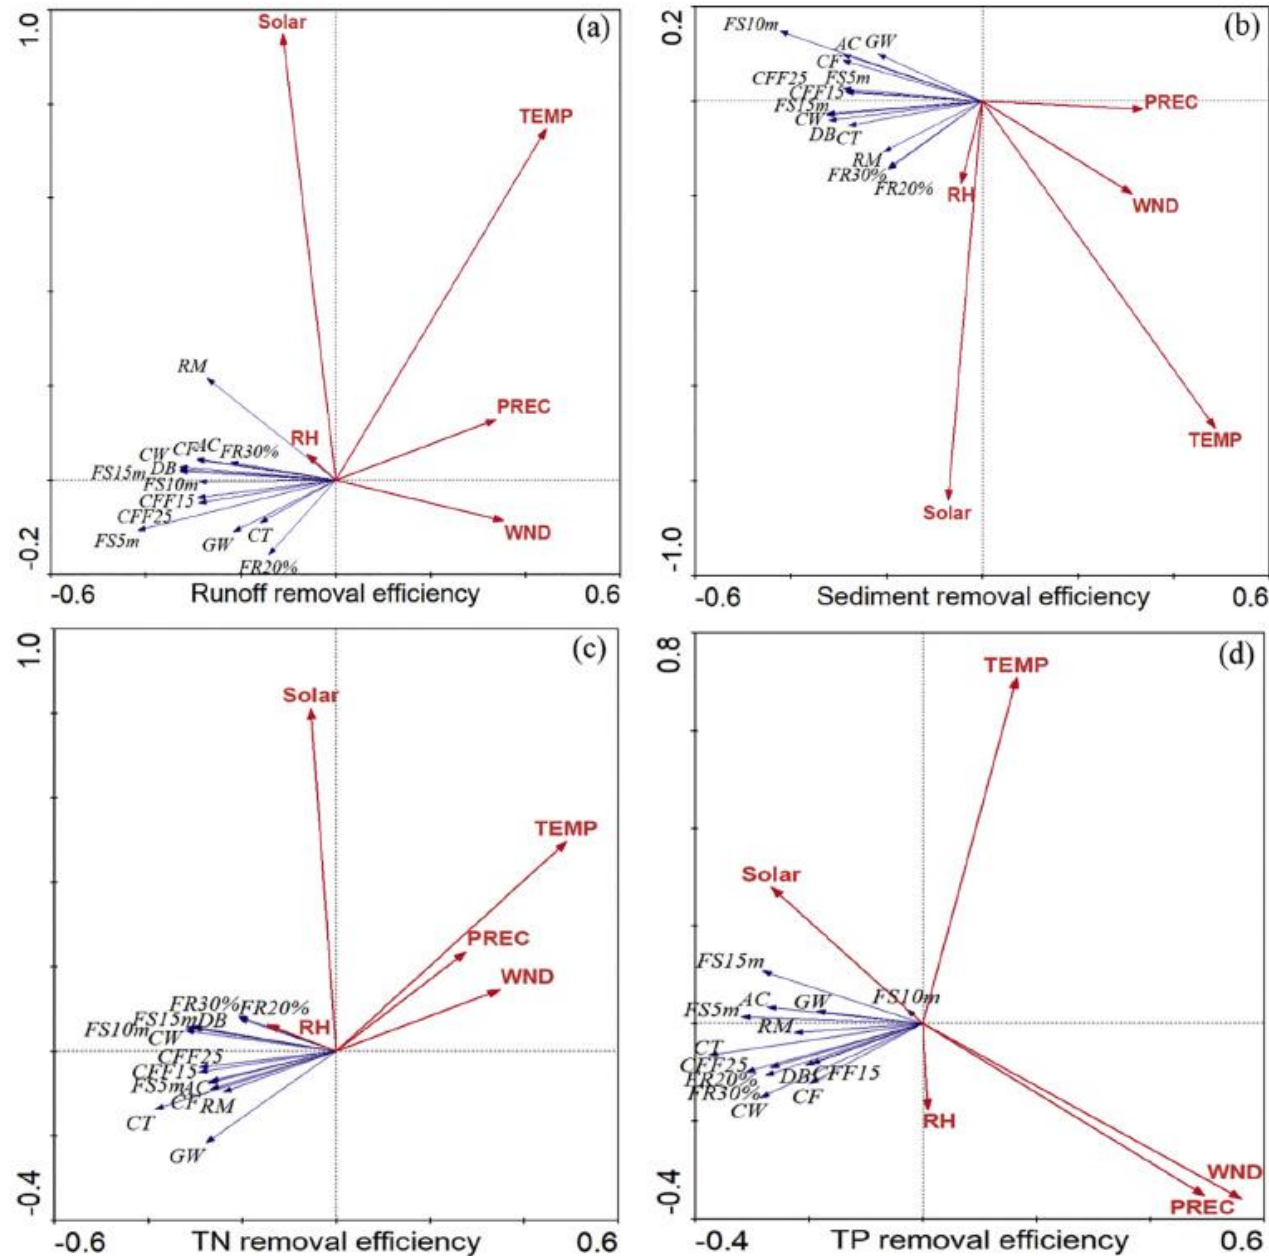 1.0
Solar
(a)
TEMP
RM
PREC
RH
CW
CF
AC
FR30%
FS15m
DB
FS10m
CFF15
CFF25
FS5m
GW
CT
FR20%
WND
-0.2
-0.6
Runoff removal efficiency
0.6
0.2
FS10m
AC
GW
(b)
CF
CFF25
FS5m
CFF15
FS15m
CW
DB
CT
RM
FR30%
FR20%
PREC
RH
WND
TEMP
Solar
-1.0
-0.6
Sediment removal efficiency
0.6
1.0
(c)
Solar
TEMP
PREC
WND
FR30%
FR20%
FS15m
DB
RH
FS10m
CW
CFF25
CFF15
FS5m
AC
CF
RM
CT
GW
-0.4
-0.6
TN removal efficiency
0.6
0.8
(d)
TEMP
Solar
FS15m
AC
GW
FS10m
FS5m
RM
CT
CFF25
CFF15
FR20%
DB
FR30%
CF
CW
RH
WND
PREC
-0.4
-0.4
TP removal efficiency
0.6